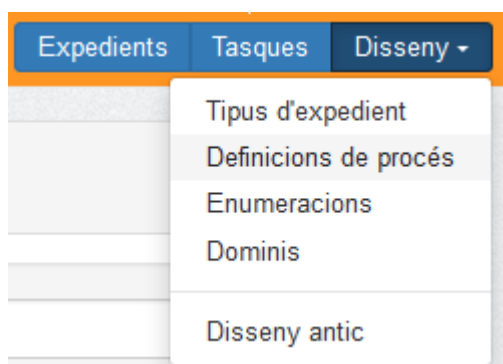 Expedients Tasques Disseny
Tipus d'expedient
Definicions de procés
Enumeracions
Dominis
Disseny antic